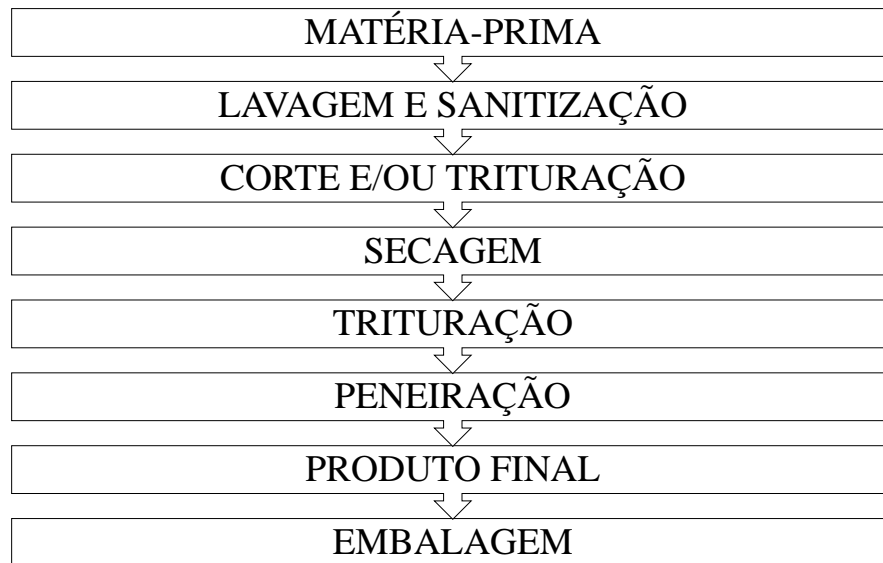 MATÉRIA-PRIMA
LAVAGEM E SANITIZAÇÃO
CORTE E/OU TRITURAÇÃO
SECAGEM
TRITURAÇÃO
PENEIRAÇÃO
PRODUTO FINAL
EMBALAGEM